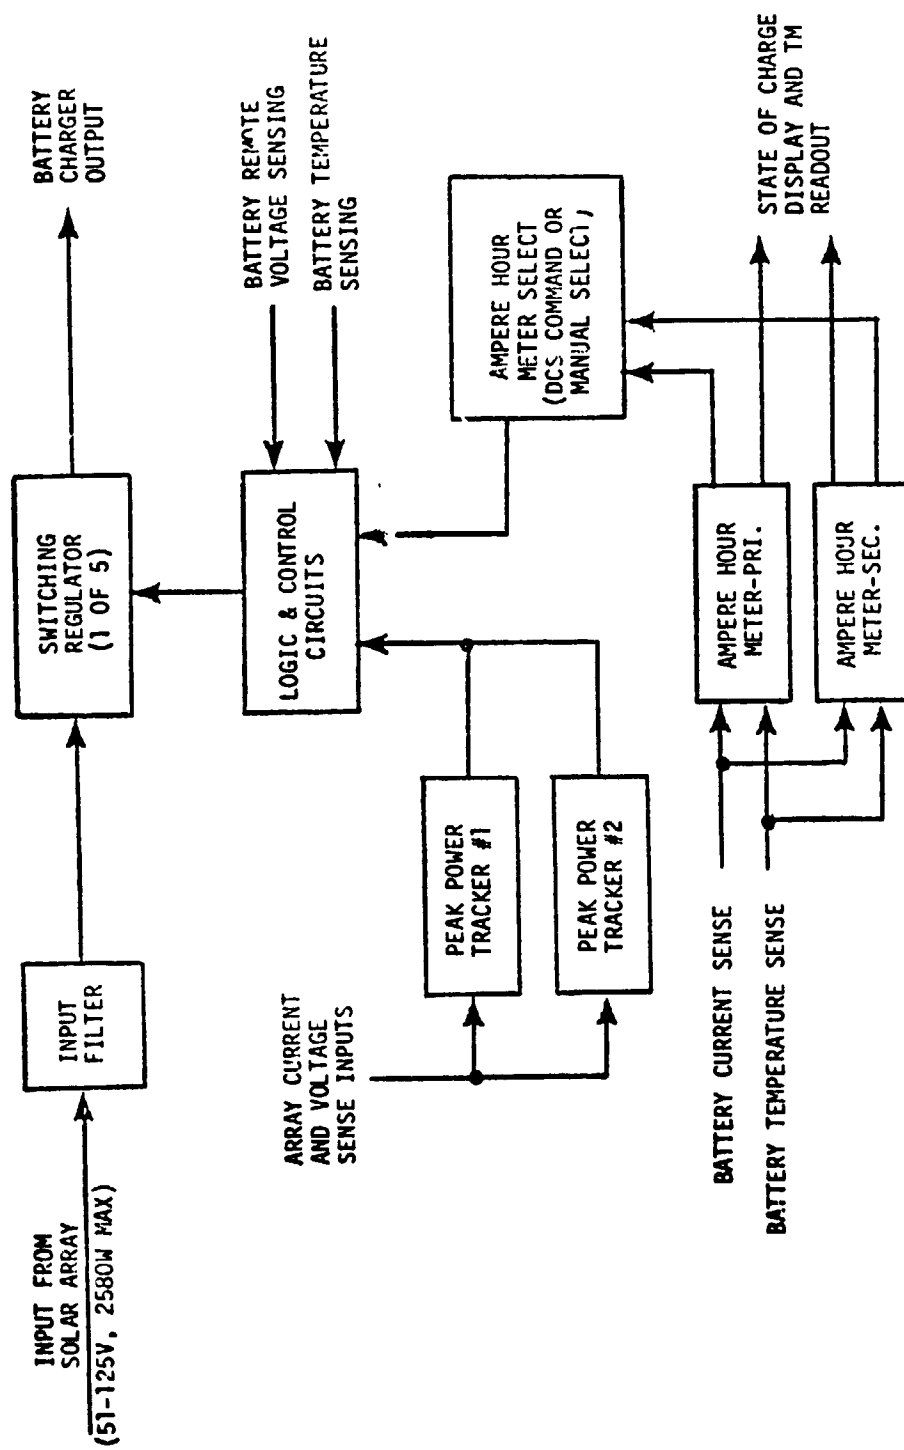 INPUT FROM
SOLAR ARRAY
(51-125V, 2580W MAX)
INPUT
FILTER
SWITCHING
REGULATOR
(1 OF 5)
BATTERY
CHARGER
OUTPUT
BATTERY REMOTE
VOLTAGE SENSING
BATTERY TEMPERATURE
SENSING
LOGIC & CONTROL
CIRCUITS
ARRAY CURRENT
AND VOLTAGE
SENSE INPUTS
PEAK POWER
TRACKER #1
PEAK POWER
TRACKER #2
AMPERE HOUR
METER SELECT
(DCS COMMAND OR
MANUAL SELECT)
BATTERY CURRENT SENSE
BATTERY TEMPERATURE SENSE
AMPERE HOUR
METER-PRI.
AMPERE HOUR
METER-SEC.
STATE OF CHARGE
DISPLAY AND TM
READOUT